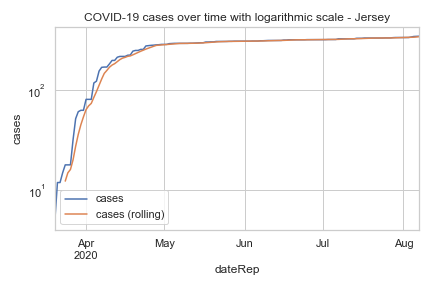 COVID-19 cases over time with logarithmic scale - Jersey
cases
10²
10¹
cases
cases (rolling)
Apr
2020
May
Jun
Jul
Aug
dateRep